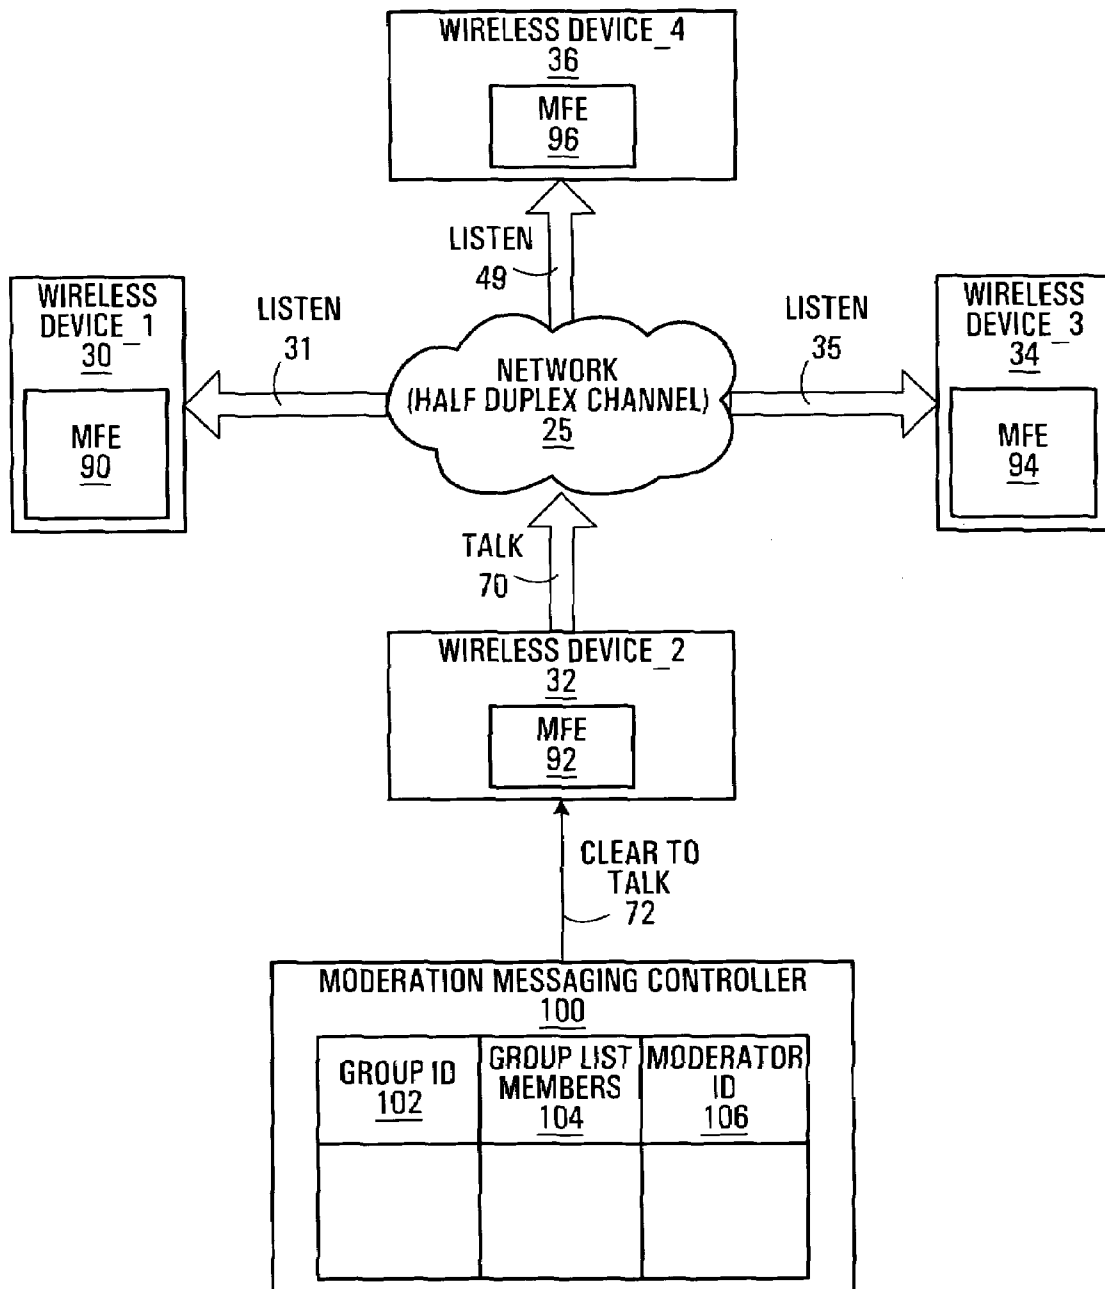 WIRELESS DEVICE_4
36
MFE
96
LISTEN
49
WIRELESS
DEVICE_1
30
MFE
90
LISTEN
31
NETWORK
(HALF DUPLEX CHANNEL)
25
LISTEN
35
WIRELESS
DEVICE_3
34
MFE
94
TALK
70
WIRELESS DEVICE_2
32
MFE
92
CLEAR TO
TALK
72
MODERATION MESSAGING CONTROLLER
100
GROUP ID
102
GROUP LIST
MEMBERS
104
MODERATOR
ID
106